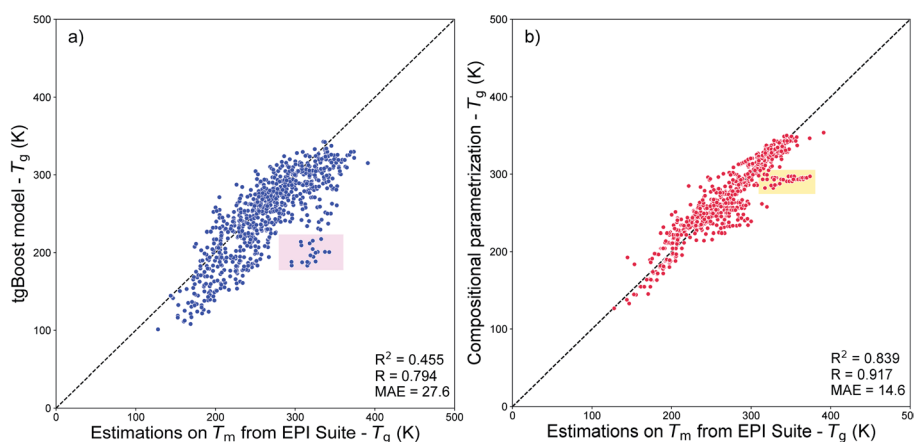 a)
500
400
300
200
100
0
tgBoost model - Tg (K)
R² = 0.455
R = 0.794
MAE = 27.6
0 100 200 300 400 500
Estimations on Tm from EPI Suite - Tg (K)
b)
500
400
300
200
100
0
Compositional parametrization - Tg (K)
R² = 0.839
R = 0.917
MAE = 14.6
0 100 200 300 400 500
Estimations on Tm from EPI Suite - Tg (K)